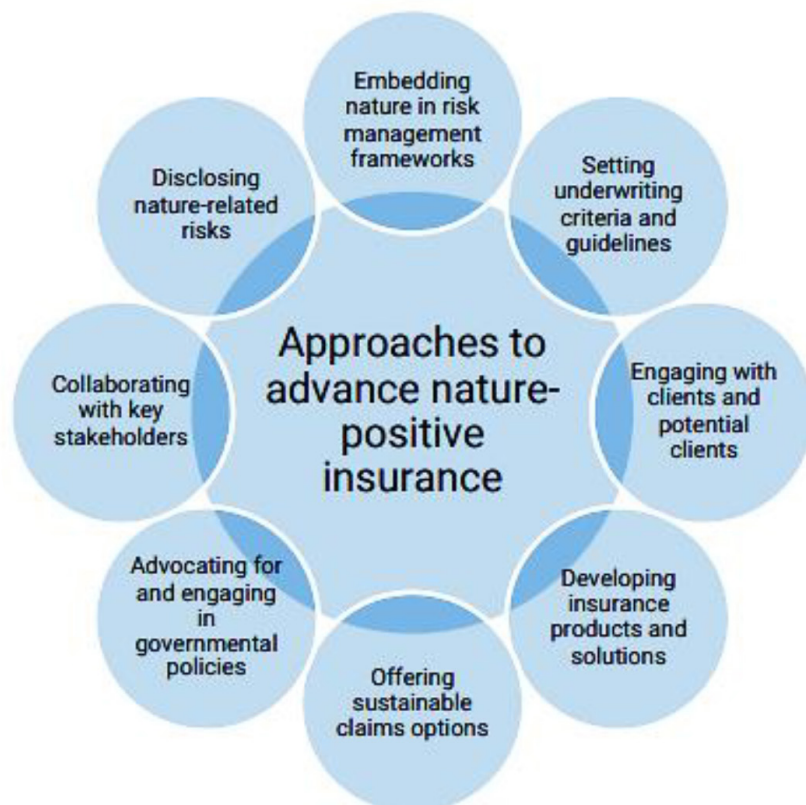 Embedding
nature in risk
management
frameworks
Setting
underwriting
criteria and
guidelines
Engaging with
clients and
potential
clients
Developing
insurance
products and
solutions
Offering
sustainable
claims options
Advocating for
and engaging
in
governmental
policies
Collaborating
with key
stakeholders
Disclosing
nature-related
risks
Approaches to
advance nature-
positive
insurance